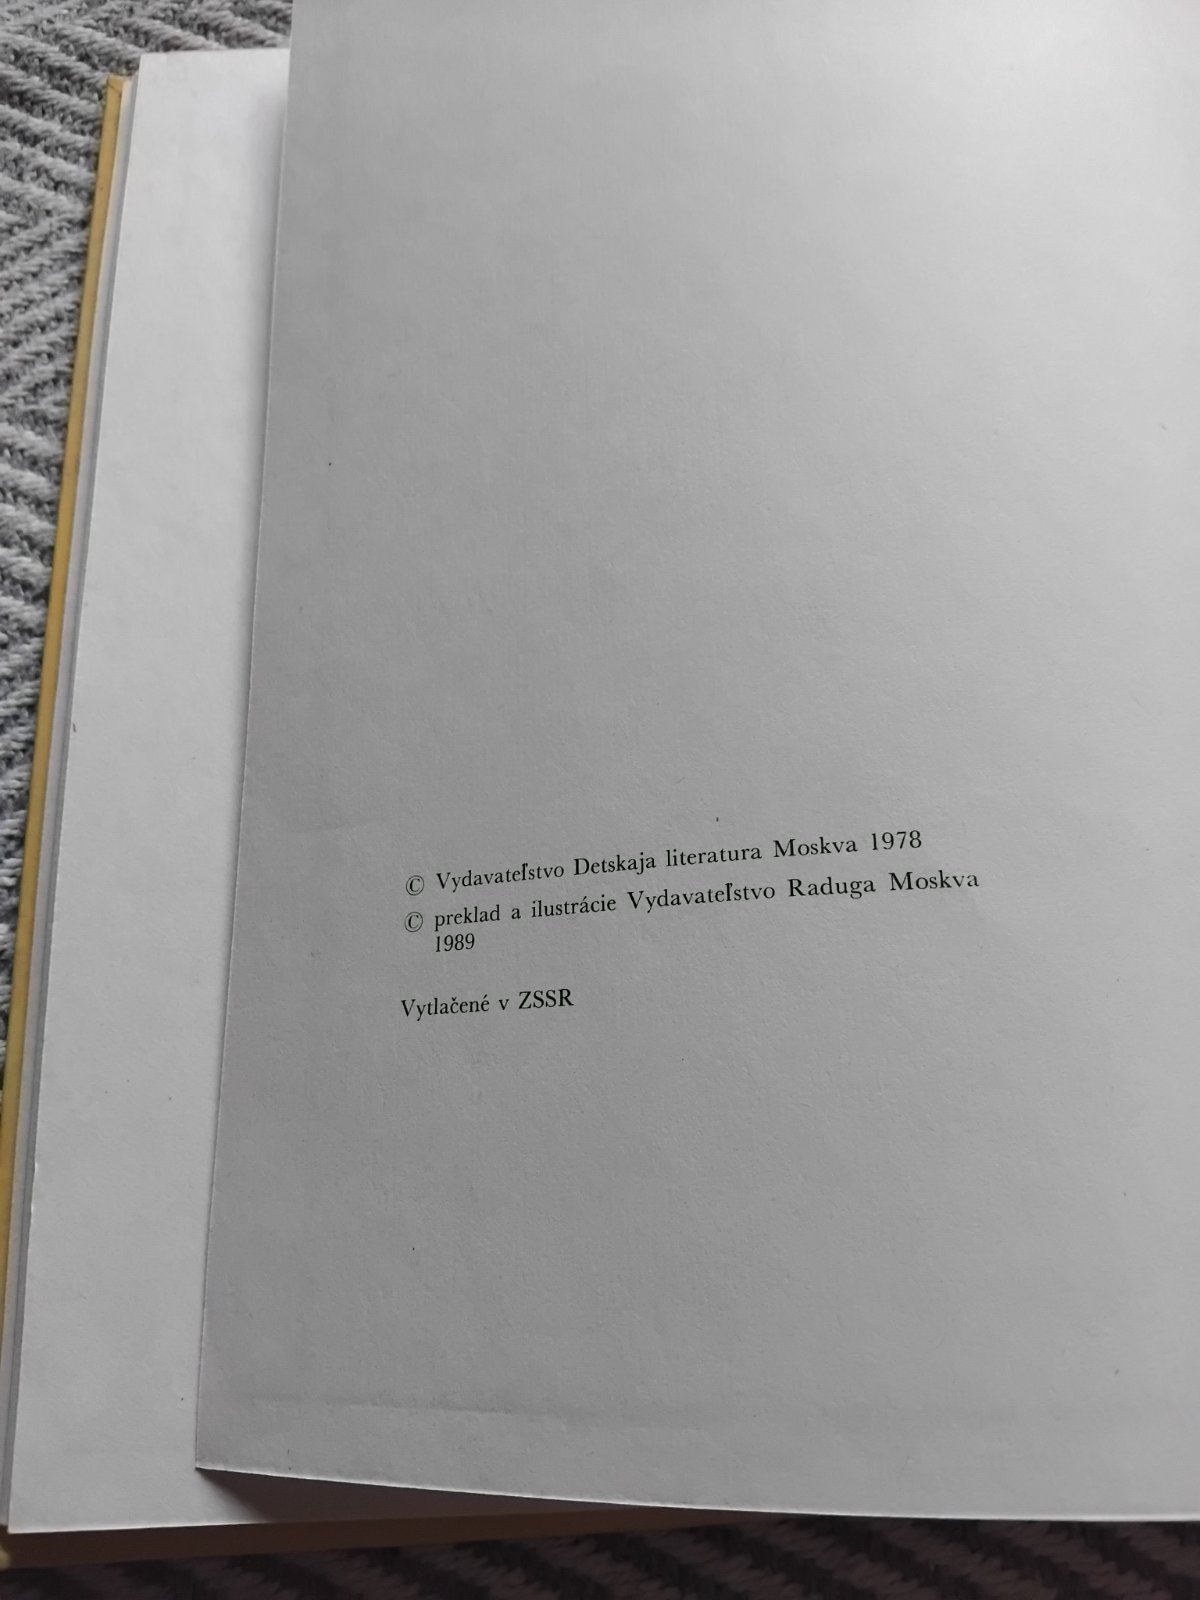 © Vydavateľstvo Detskaja literatura Moskva 1978
© preklad a ilustrácie Vydavateľstvo Raduga Moskva
1989
Vytlačené v ZSSR